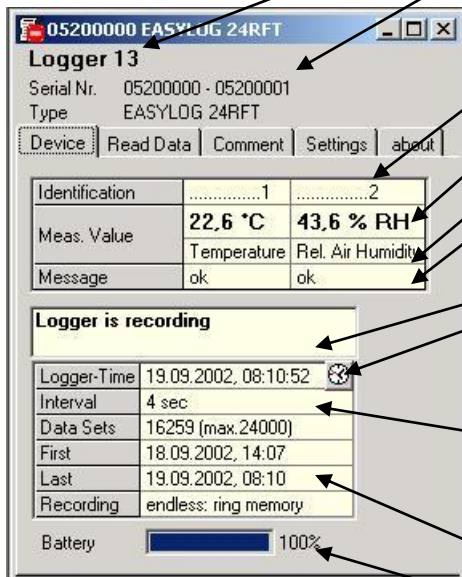 05200000 EASYLOG 24RFT
Logger 13
Serial Nr. 05200000 - 05200001
Type EASYLOG 24RFT
Device Read Data Comment Settings about
Identification ..............1 ..............2
Meas. Value 22,6 °C 43,6 % RH
Temperature Rel. Air Humidity
Message ok ok
Logger is recording
Logger-Time 19.09.2002, 08:10:52
Interval 4 sec
Data Sets 16259 (max.24000)
First 18.09.2002, 14:07
Last 19.09.2002, 08:10
Recording endless: ring memory
Battery 100%